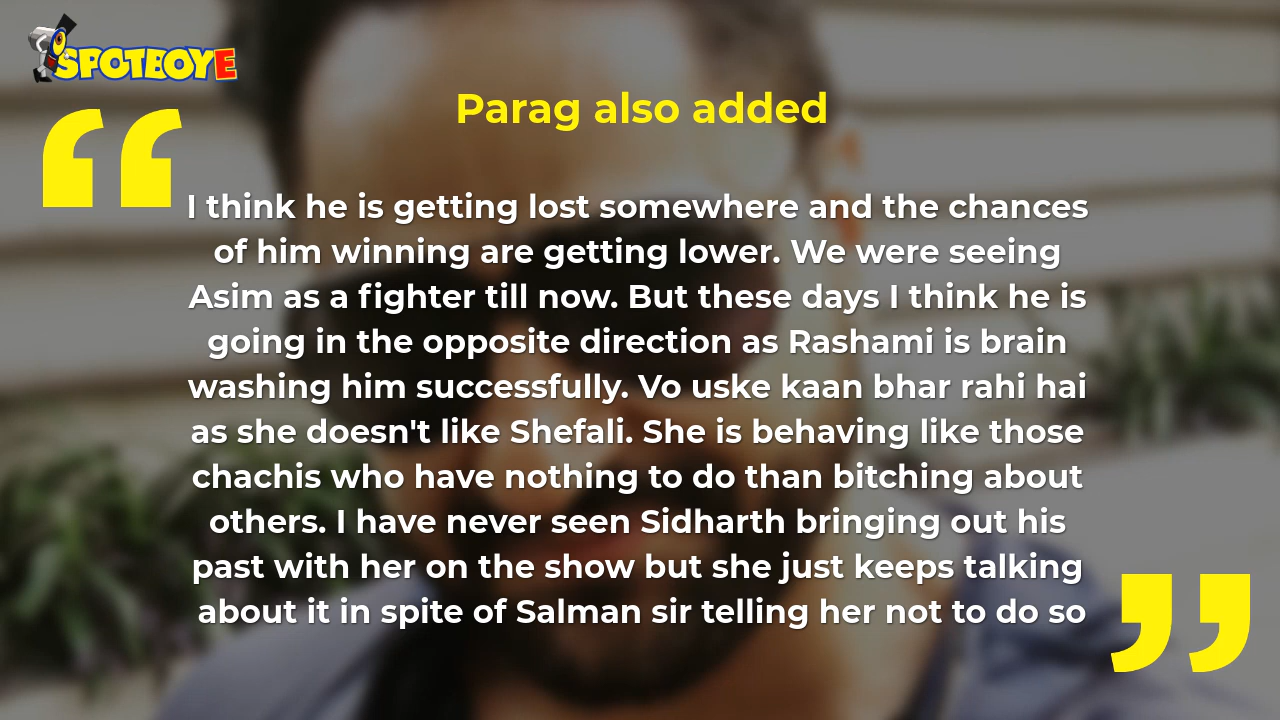 SPOTBOYE
Parag also added
I think he is getting lost somewhere and the chances
of him winning are getting lower. We were seeing
Asim as a fighter till now. But these days I think he is
going in the opposite direction as Rashami is brain
washing him successfully. Vo uske kaan bhar rahi hai
as she doesn't like Shefali. She is behaving like those
chachis who have nothing to do than bitching about
others. I have never seen Sidharth bringing out his
past with her on the show but she just keeps talking
about it in spite of Salman sir telling her not to do so